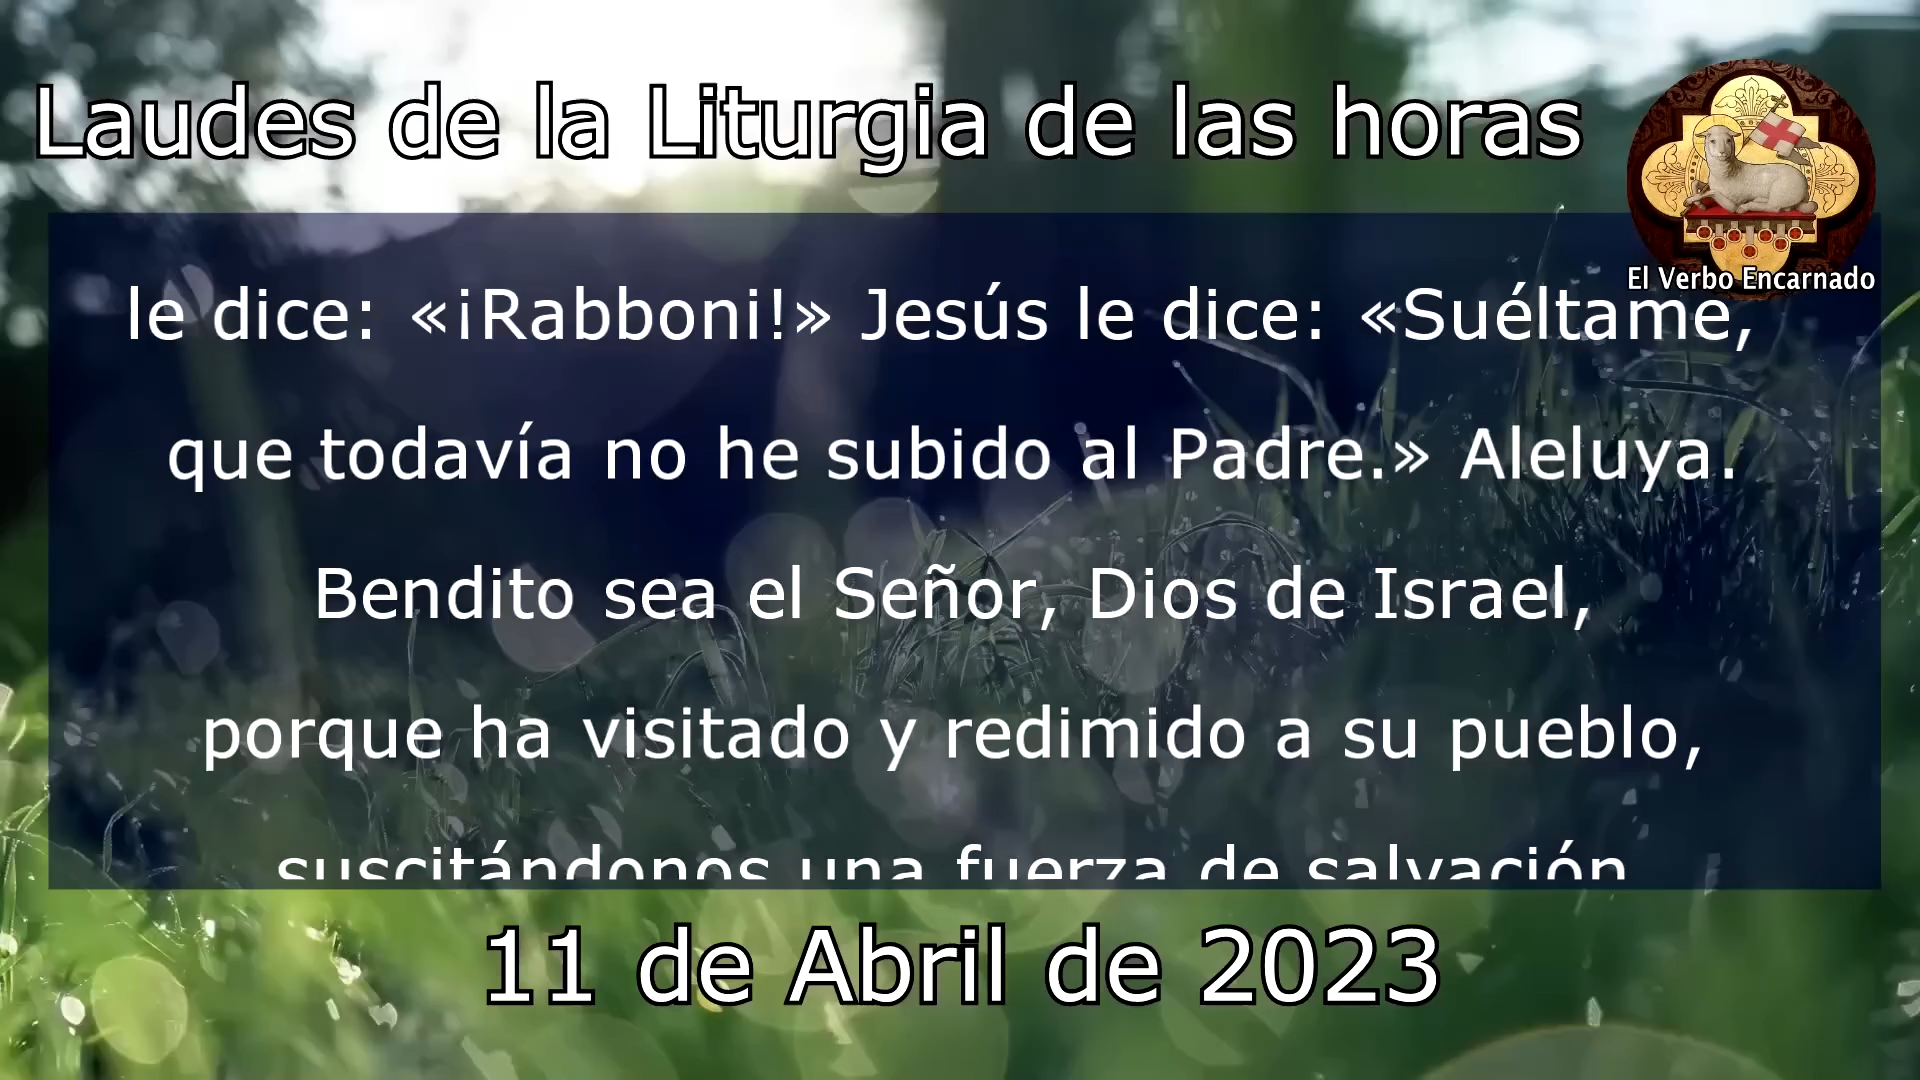 Laudes de la Liturgia de las horas
El Verbo Encarnado
le dice: «¡Rabboni!» Jesús le dice: «Suéltame,
que todavía no he subido al Padre.» Aleluya.
Bendito sea el Señor, Dios de Israel,
porque ha visitado y redimido a su pueblo,
suscitándonos una fuerza de salvación
11 de Abril de 2023